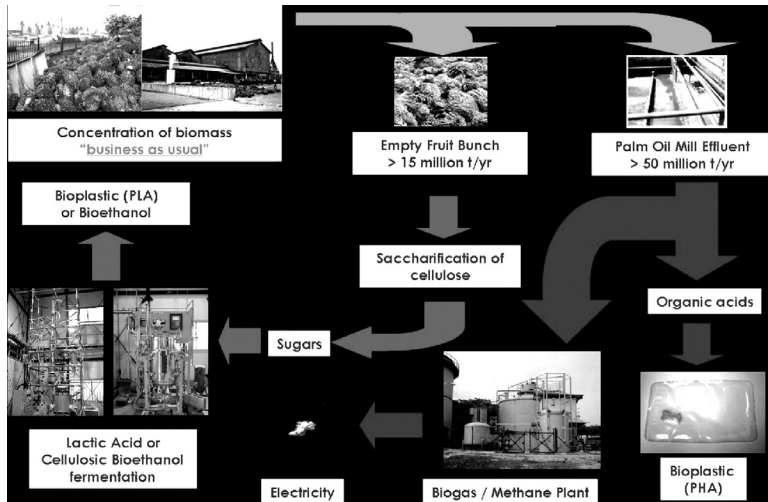 Concentration of biomass
"business as usual"
Empty Fruit Bunch
> 15 million t/yr
Palm Oil Mill Effluent
> 50 million t/yr
Bioplastic (PLA)
or Bioethanol
Saccharification of
cellulose
Organic acids
Sugars
Lactic Acid or
Cellulosic Bioethanol
fermentation
Electricity
Biogas / Methane Plant
Bioplastic
(PHA)